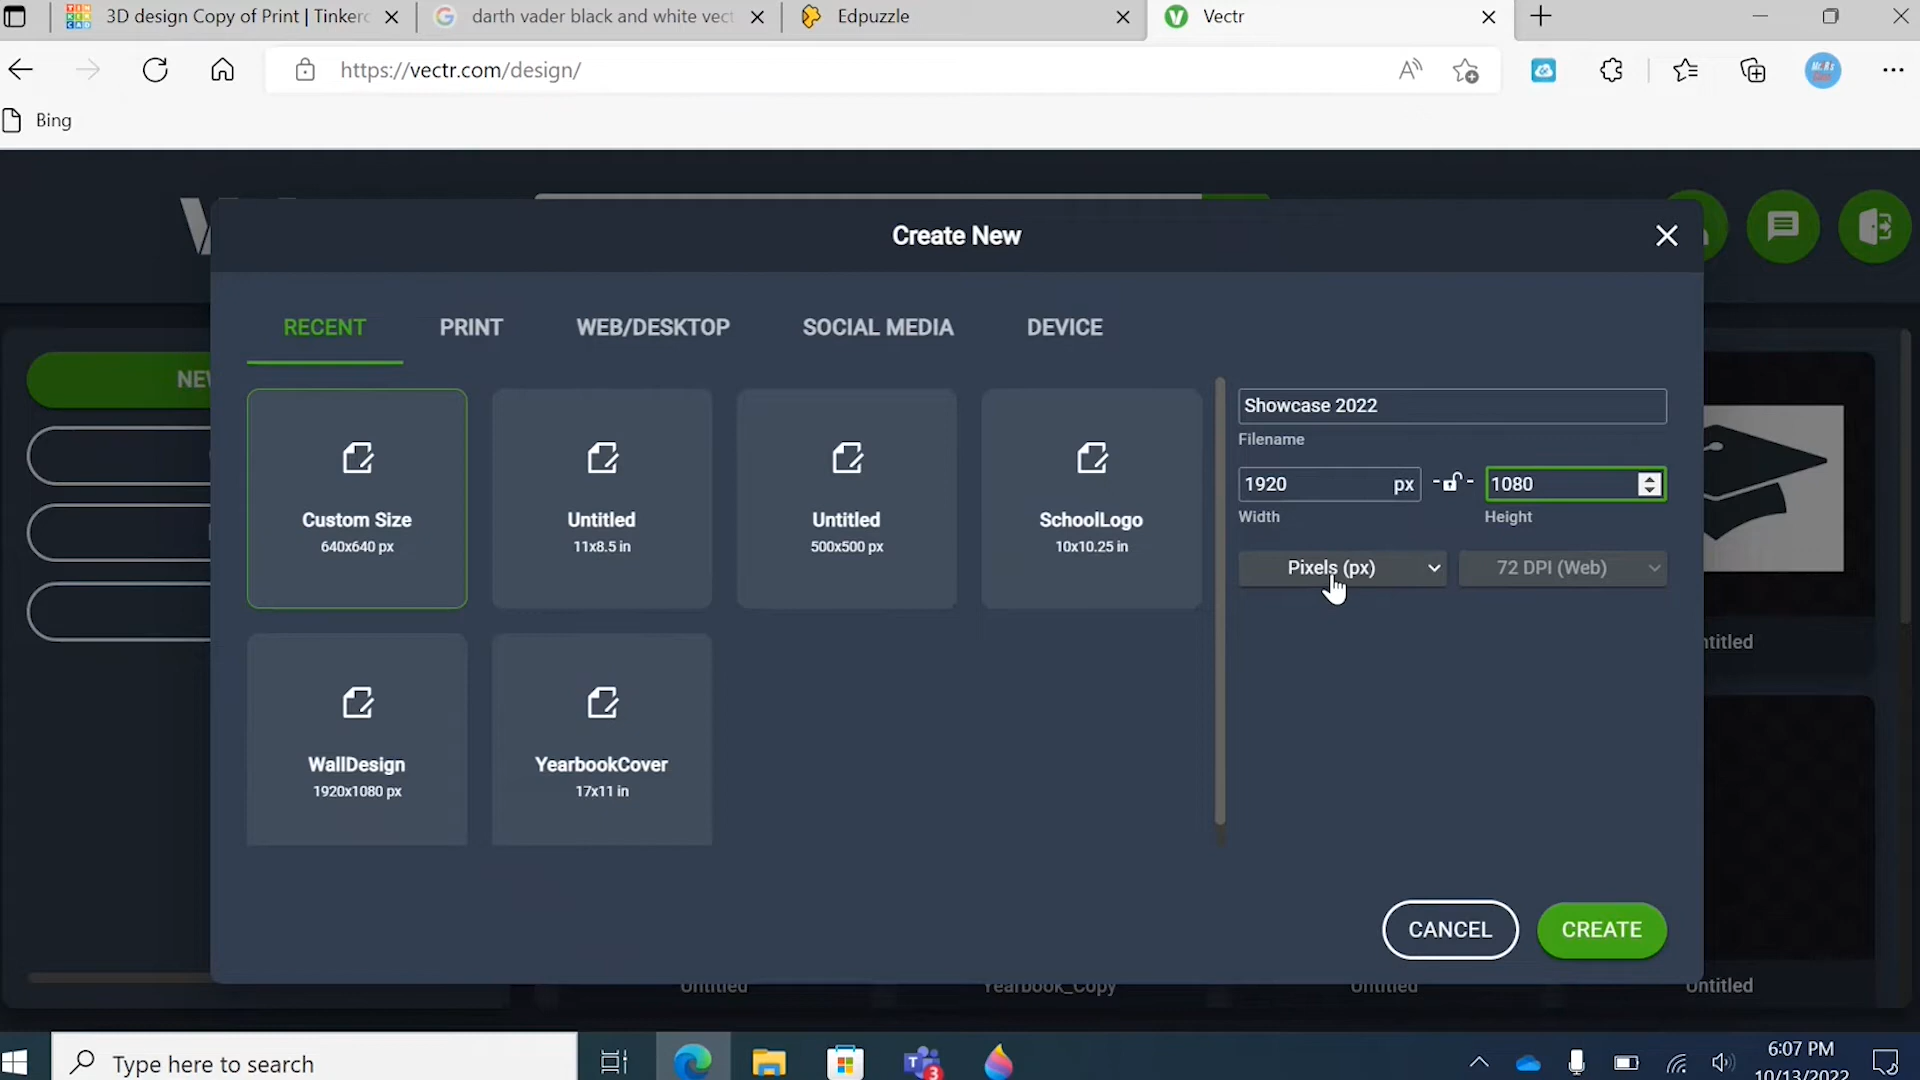 3D design Copy of Print | Tinker
darth vader black and white vect
Edpuzzle
Vectr
https://vectr.com/design/
Bing
Create New
RECENT
PRINT
WEB/DESKTOP
SOCIAL MEDIA
DEVICE
NEW
Custom Size
640x640 px
Untitled
11x8.5 in
Untitled
500x500 px
SchoolLogo
10x10.25 in
Showcase 2022
Filename
1920 px
1080
Width
Height
Pixels (px)
72 DPI (Web)
ntitled
WallDesign
1920x1080 px
YearbookCover
17x11 in
CANCEL
CREATE
Untitled
Yearbook_Copy
Untitled
Untitled
Type here to search
3
6:07 PM
10/13/2022